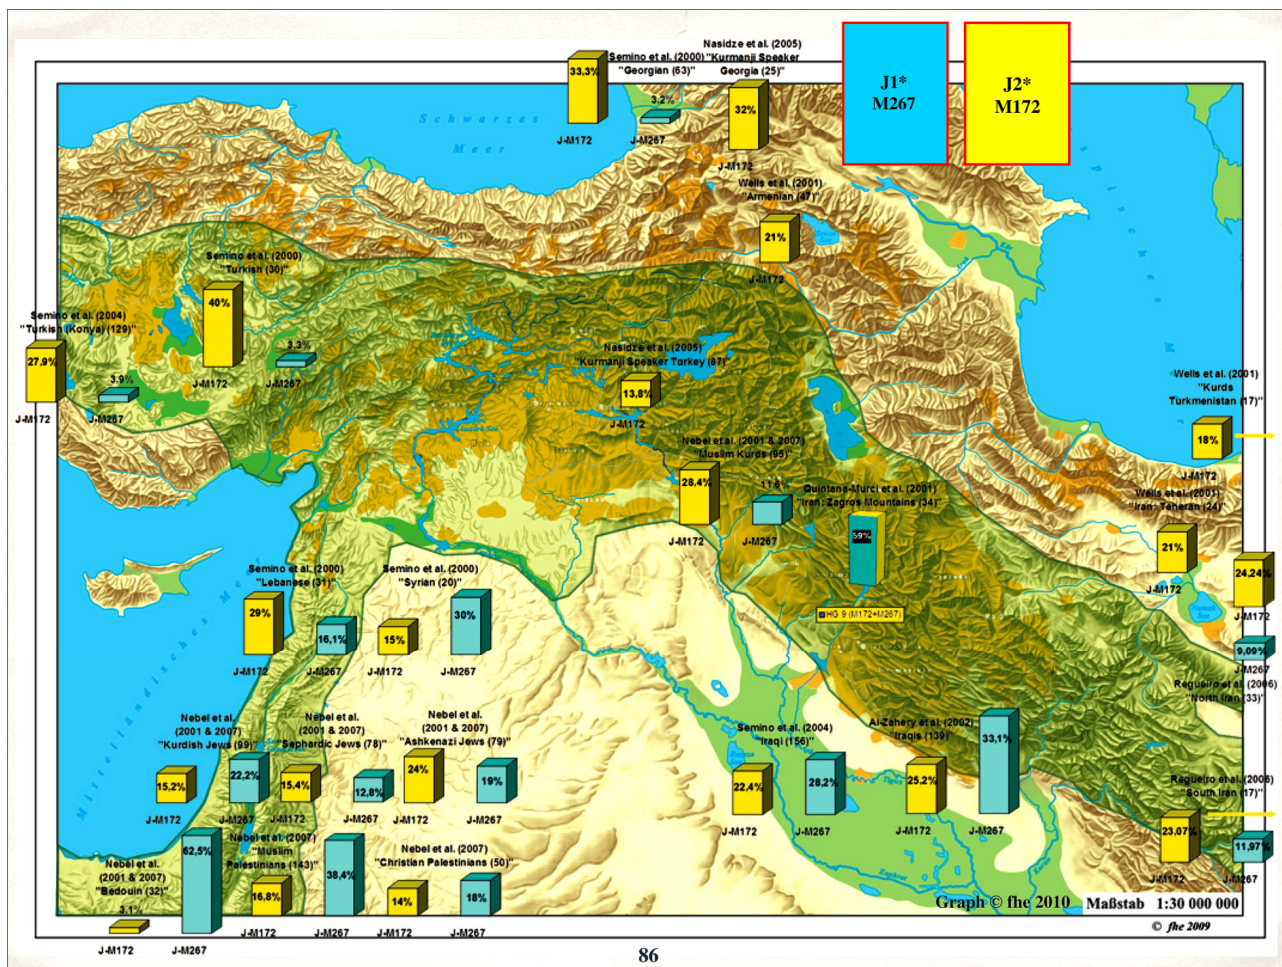 J1*
M267
J2*
M172
Semino et al. (2000)
"Georgian (63)"
33,3%
J-M172
3.2%
J-M267
Nasidze et al. (2005)
"Kurmanji Speaker
Georgia (25)"
32%
J-M172
Schwarzes
Meer
Wells et al. (2001)
"Armenian (47)"
21%
J-M172
Semino et al. (2000)
"Turkish (30)"
40%
J-M172
3.3%
J-M267
Semino et al. (2004)
"Turkish (Konya) (129)"
27,9%
J-M172
3.9%
J-M267
Nasidze et al. (2005)
"Kurmanji Speaker Turkey (87)"
13,8%
J-M172
Wells et al. (2001)
"Kurds
Turkmenistan (17)"
18%
J-M172
Nebel et al. (2001 & 2007)
"Muslim Kurds (95)"
28,4%
J-M172
11.6%
J-M267
Quintana-Murci et al. (2001)
"Iran: Zagros Mountains (34)"
59%
HG 9 (M172+M267)
Wells et al. (2001)
"Iran: Teheran (24)"
21%
J-M172
24,24%
J-M172
9,09%
J-M267
Regueiro et al. (2006)
"North Iran (33)"
Semino et al. (2000)
"Lebanese (31)"
29%
J-M172
16,1%
J-M267
Semino et al. (2000)
"Syrian (20)"
15%
J-M172
30%
J-M267
Mittelländisches Meer
Nebel et al.
(2001 & 2007)
"Kurdish Jews (99)"
15,2%
J-M172
22,2%
J-M267
Nebel et al.
(2001 & 2007)
"Sephardic Jews (78)"
15,4%
J-M172
12,8%
J-M267
Nebel et al.
(2001 & 2007)
"Ashkenazi Jews (79)"
24%
J-M172
19%
J-M267
Semino et al. (2004)
"Iraqi (156)"
22,4%
J-M172
28,2%
J-M267
Al-Zahery et al. (2002)
"Iraqis (139)"
25,2%
J-M172
33,1%
J-M267
Regueiro et al. (2006)
"South Iran (17)"
23,07%
J-M172
11,97%
J-M267
Nebel et al.
(2001 & 2007)
"Bedouin (32)"
3.1%
J-M172
62,5%
J-M267
Nebel et al. (2007)
"Muslim
Palestinians (143)"
16,8%
J-M172
38,4%
J-M267
Nebel et al. (2007)
"Christian Palestinians (50)"
14%
J-M172
18%
J-M267
Euphrat
Graph © fhe 2010
Maßstab 1:30 000 000
© fhe 2009
86